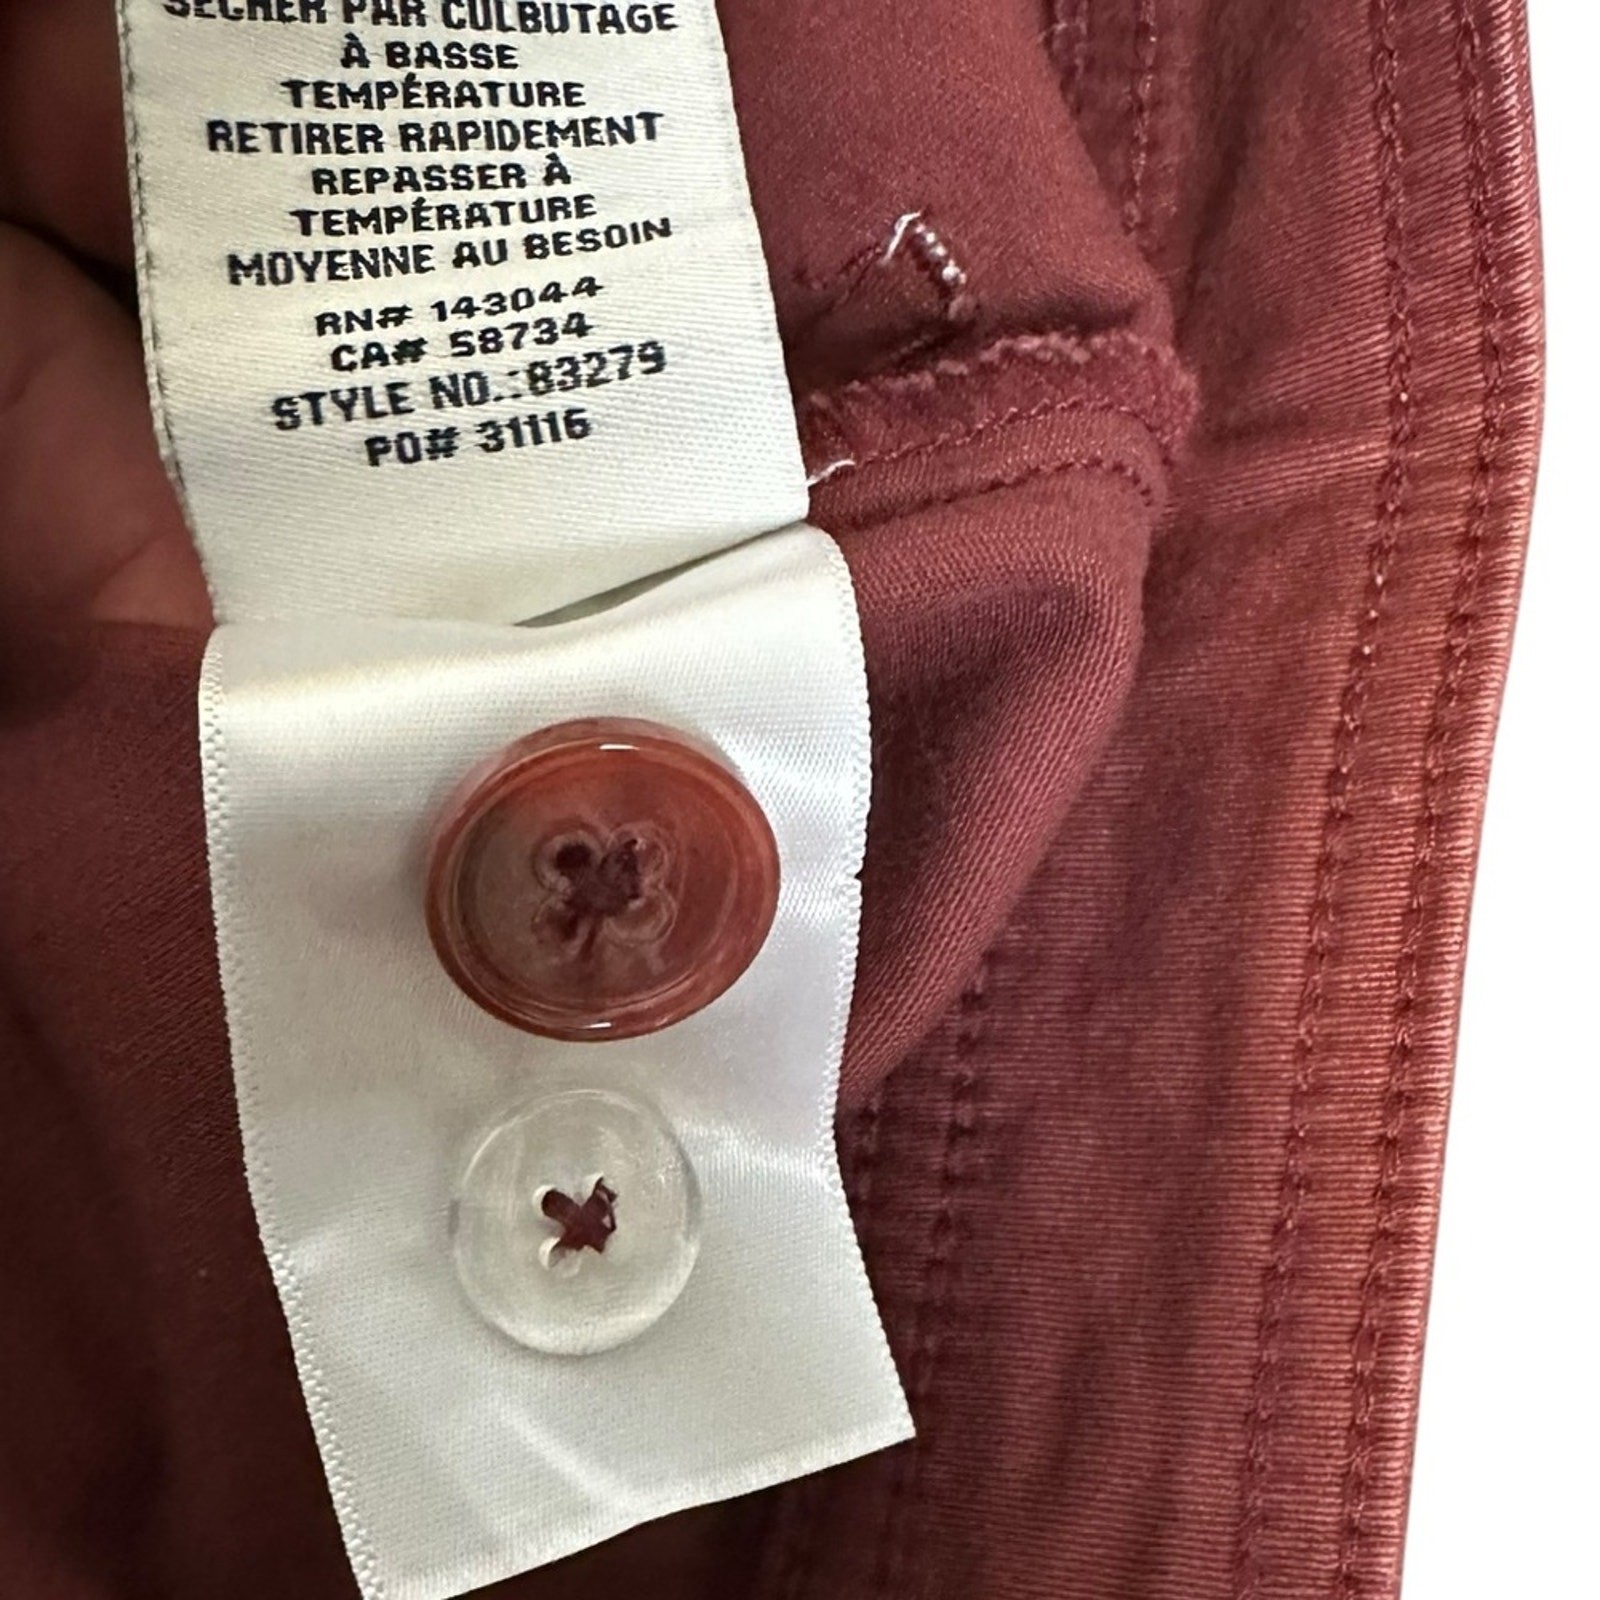 SÉCHER PAR CULBUTAGE
À BASSE
TEMPÉRATURE
RETIRER RAPIDEMENT
REPASSER À
TEMPÉRATURE
MOYENNE AU BESOIN
RN# 143044
CA# 58734
STYLE NO.:83279
PO# 31116